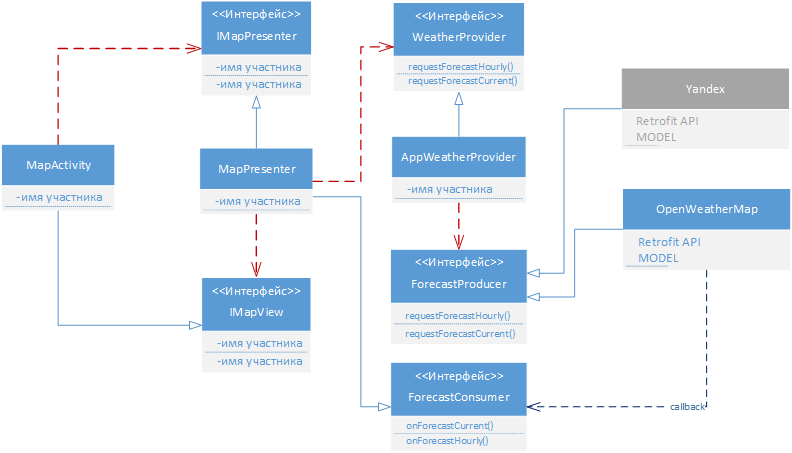 <<Интерфейс>>
IMapPresenter
-имя участника
-имя участника
<<Интерфейс>>
WeatherProvider
requestForecastHourly()
requestForecastCurrent()
Yandex
Retrofit API
MODEL
MapActivity
-имя участника
MapPresenter
-имя участника
AppWeatherProvider
-имя участника
OpenWeatherMap
Retrofit API
MODEL
<<Интерфейс>>
IMapView
-имя участника
-имя участника
<<Интерфейс>>
ForecastProducer
requestForecastHourly()
requestForecastCurrent()
<<Интерфейс>>
ForecastConsumer
onForecastCurrent()
onForecastHourly()
callback